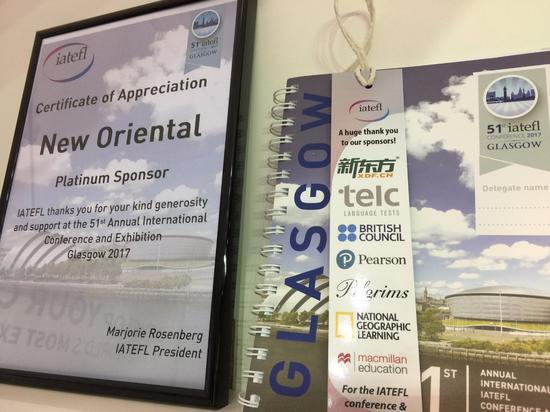 iatefl
51st iatefl
GLASGOW
Certificate of Appreciation
New Oriental
Platinum Sponsor
IATEFL thanks you for your kind generosity
and support at the 51st Annual International
Conference and Exhibition
Glasgow 2017
Marjorie Rosenberg
IATEFL President
GLASGOW
iatefl
A huge thank you
to our sponsors!
新东方
XDF.CN
telc
LANGUAGE TESTS
BRITISH
COUNCIL
Pearson
Pilgrims
NATIONAL
GEOGRAPHIC
LEARNING
macmillan
education
For the IATEFL
conference &
51st iatefl
CONFERENCE 2017
GLASGOW
Delegate name
1ST
ANNUAL
INTERNATIONAL
IATEFL
CONFERENCE